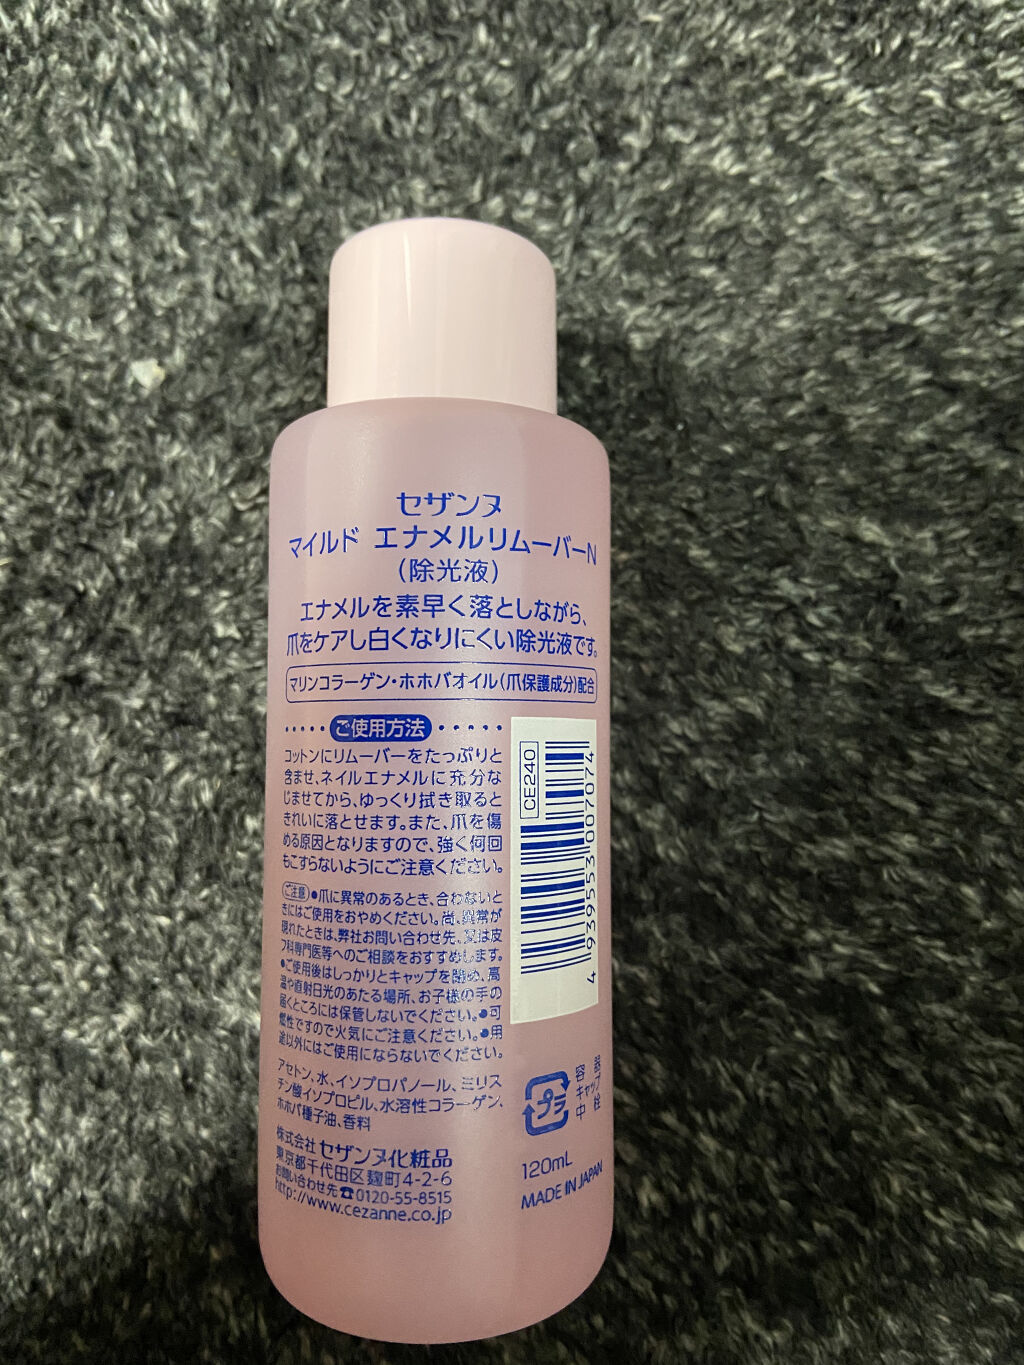 セザンヌ
マイルド エナメルリムーバーN
(除光液)
エナメルを素早く落としながら、
爪をケアし白くなりにくい除光液です。
マリンコラーゲン・ホホバオイル(爪保護成分)配合
ご使用方法
コットンにリムーバーをたっぷりと
含ませ、ネイルエナメルに充分な
じませてから、ゆっくり拭き取ると
きれいに落とせます。また、爪を傷
める原因となりますので、強く何回
もこすらないようにご注意ください。
ご注意 ●爪に異常のあるとき、合わないと
きにはご使用をおやめください。尚、異常が
現れたときは、弊社お問い合わせ先、又は皮
フ科専門医等へのご相談をおすすめします。
●ご使用後はしっかりとキャップを閉め、高
温や直射日光のあたる場所、お子様の手の
届くところには保管しないでください。●可
燃性ですので火気にご注意ください。●用
途以外にはご使用にならないでください。
アセトン、水、イソプロパノール、ミリス
チン酸イソプロピル、水溶性コラーゲン、
ホホバ種子油、香料
株式会社 セザンヌ化粧品
東京都千代田区麹町4-2-6
お問い合わせ先☎0120-55-8515
http://www.cezanne.co.jp
CE240
4 939553 007074
プラ
容器
キャップ
中栓
120mL
MADE IN JAPAN